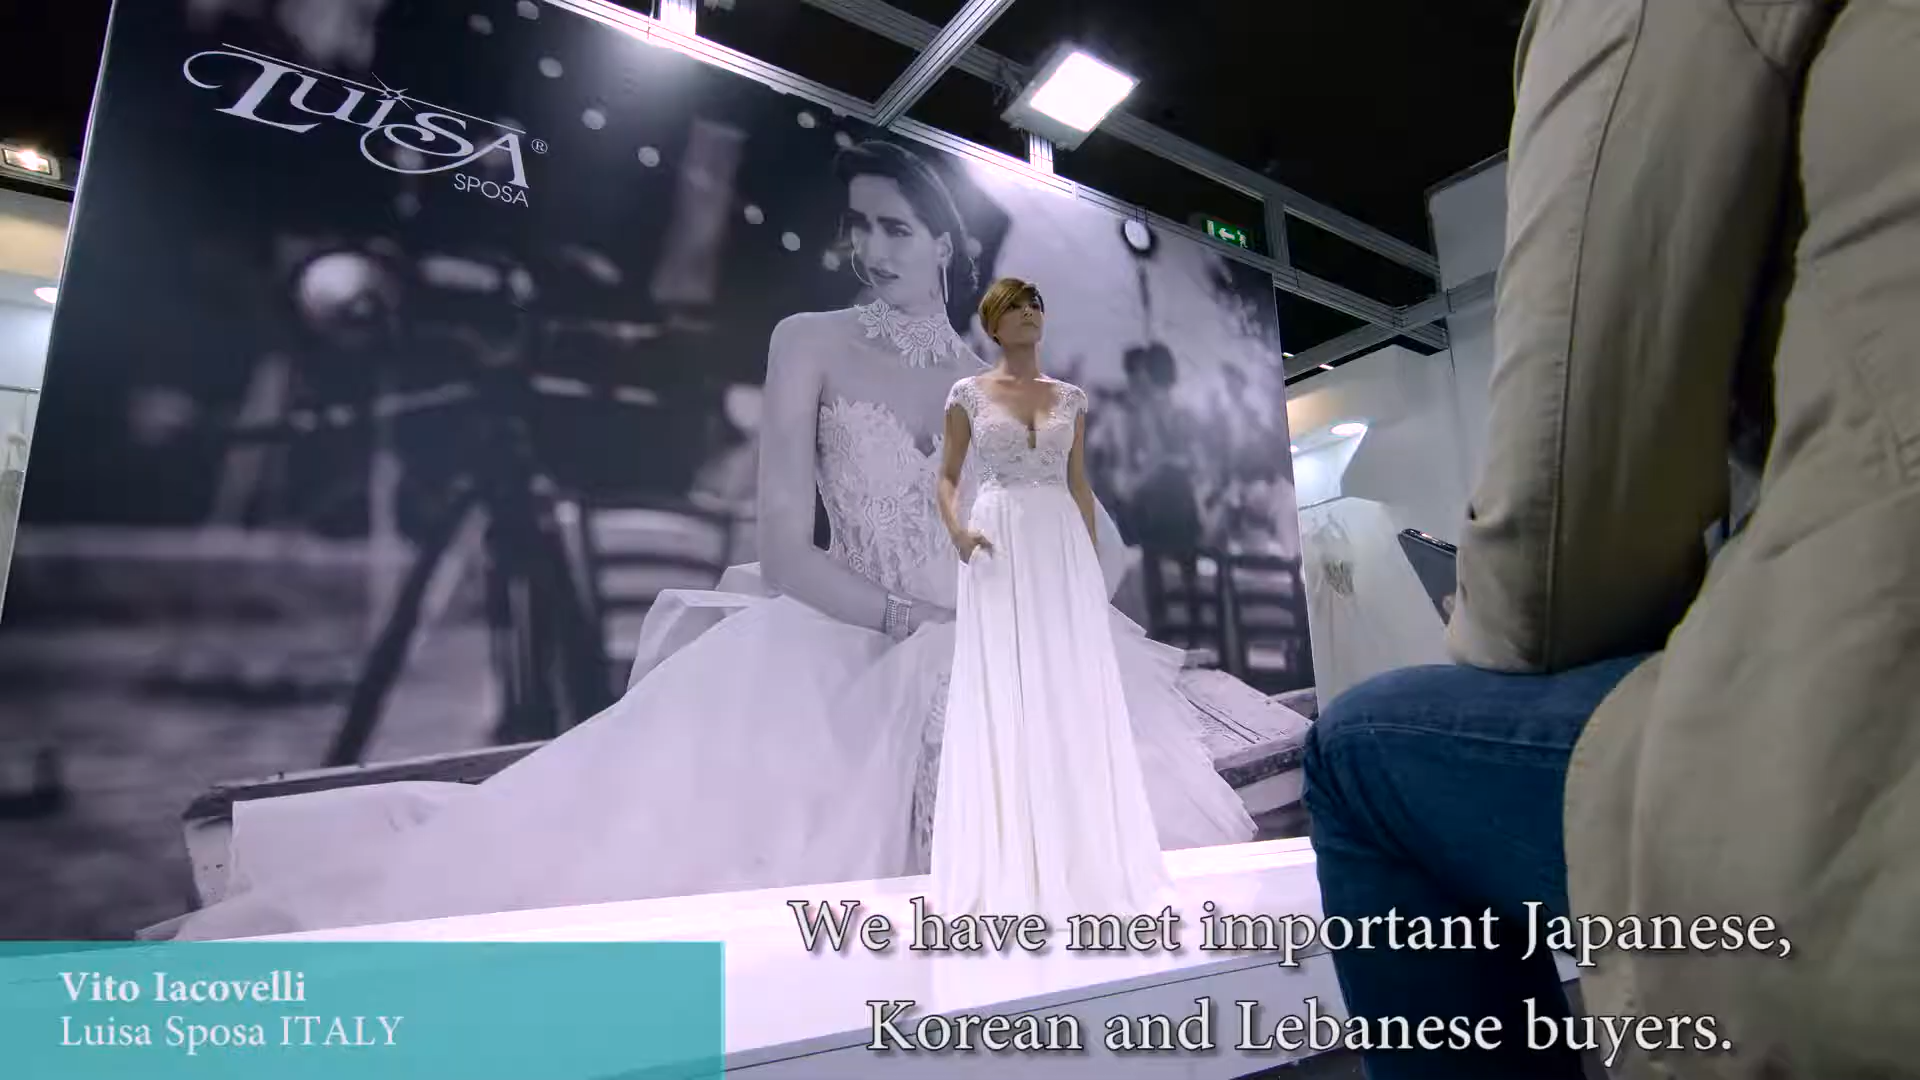 LUISA®
SPOSA
Vito Iacovelli
Luisa Sposa ITALY
We have met important Japanese,
Korean and Lebanese buyers.